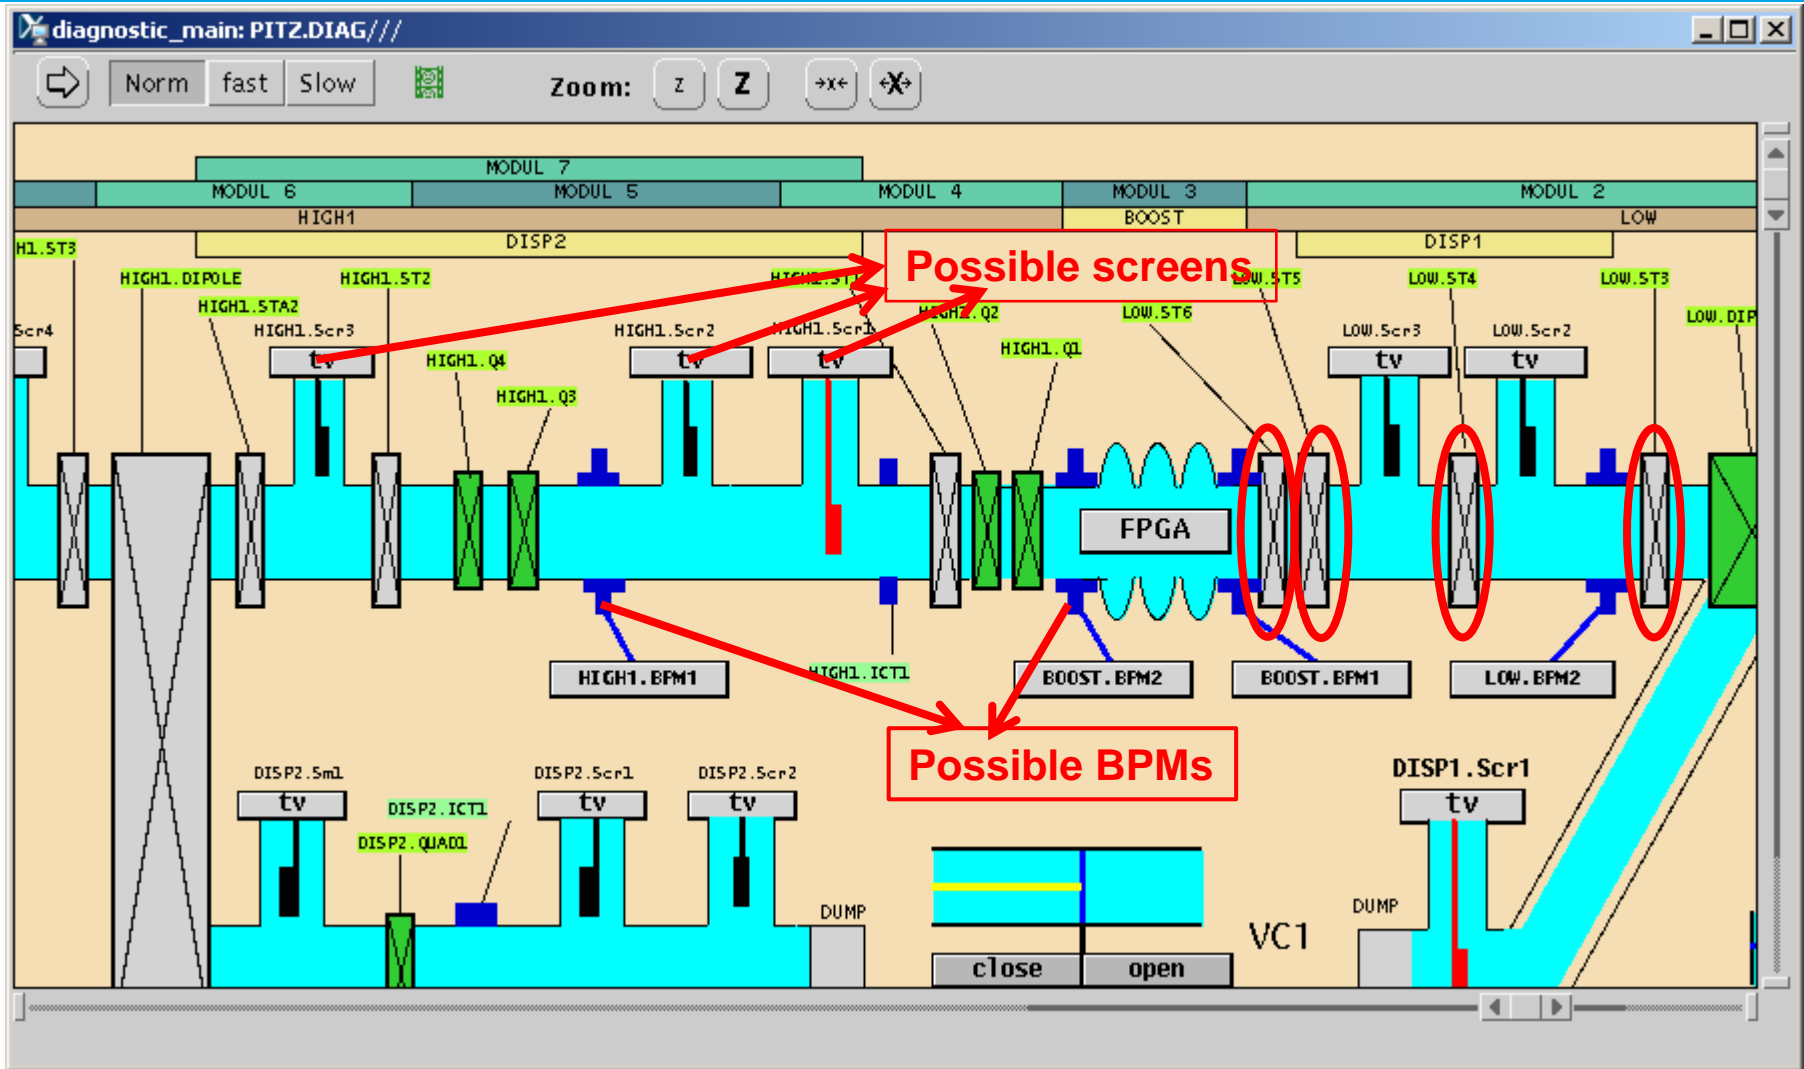 diagnostic_main: PITZ.DIAG///
Norm fast Slow Zoom: z Z →x← ←X→
MODUL 7
MODUL 6 MODUL 5 MODUL 4 MODUL 3 MODUL 2
HIGH1 BOOST LOW
DISP2 DISP1
H1.ST3
Possible screens
HIGH1.DIPOLE HIGH1.ST2 LOW.ST5 LOW.ST4 LOW.ST3
HIGH1.STA2 HIGH1.Q2 LOW.ST6 LOW.DIP
Scr4 HIGH1.Scr3 HIGH1.Scr2 HIGH1.Scr1 LOW.Scr3 LOW.Scr2
HIGH1.Q1
tv tv tv tv tv
HIGH1.Q4
HIGH1.Q3
FPGA
HIGH1.ICT1
HIGH1.BPM1 BOOST.BPM2 BOOST.BPM1 LOW.BPM2
Possible BPMs
DISP2.Sm1 DISP2.Scr1 DISP2.Scr2 DISP1.Scr1
tv tv tv tv
DISP2.ICT1
DISP2.QUAD1
DUMP DUMP
VC1
close open